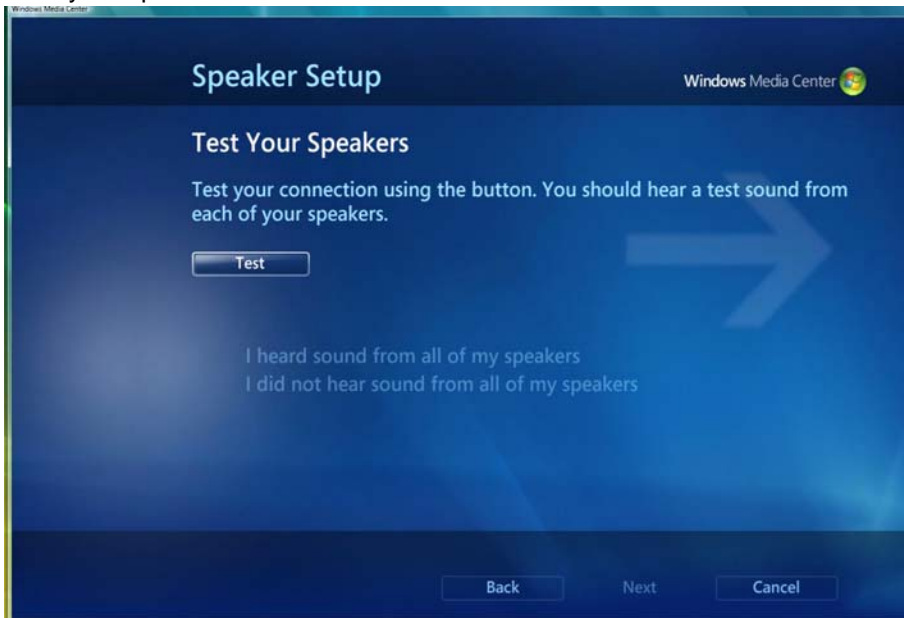 Windows Media Center
Speaker Setup
Windows Media Center
Test Your Speakers
Test your connection using the button. You should hear a test sound from
each of your speakers.
Test
I heard sound from all of my speakers
I did not hear sound from all of my speakers
Back Next Cancel